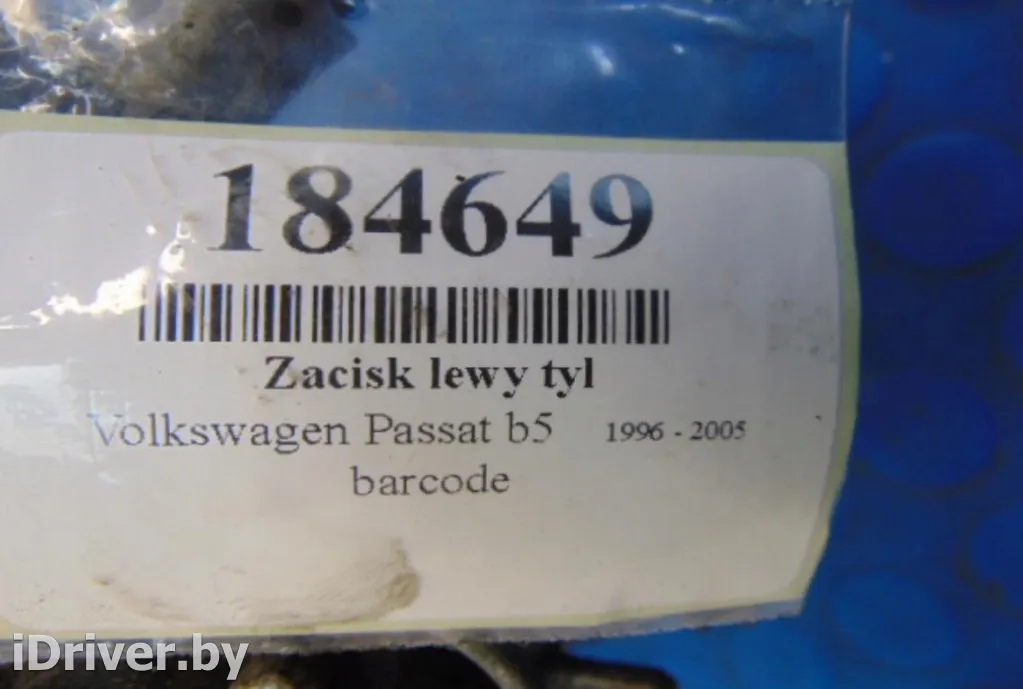 184649
Zacisk lewy tyl
Volkswagen Passat b5 1996 - 2005
barcode
iDriver.by